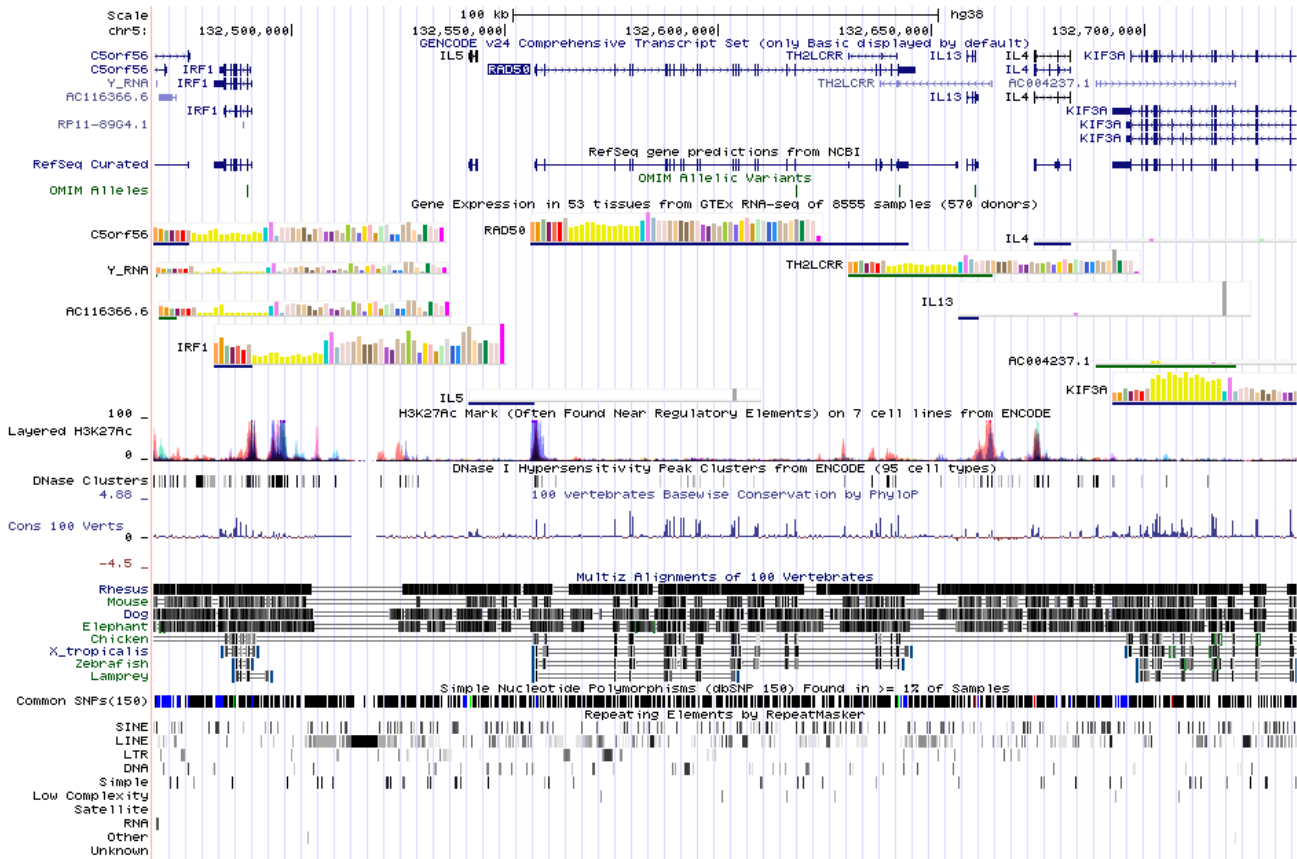 Scale 100 kb hg38
chr5: 132,500,000 132,550,000 132,600,000 132,650,000 132,700,000
GENCODE v24 Comprehensive Transcript Set (only Basic displayed by default)
C5orf56 IL5 TH2LCRR IL13 IL4 KIF3A
C5orf56 IRF1 RAD50 IL4
Y_RNA IRF1 TH2LCRR AC004237.1
AC116366.6 IL13 IL4
IRF1 KIF3A
RP11-89G4.1 KIF3A
KIF3A
RefSeq gene predictions from NCBI
RefSeq Curated
OMIM Allelic Variants
OMIM Alleles
Gene Expression in 53 tissues from GTEx RNA-seq of 8555 samples (570 donors)
C5orf56 RAD50 IL4
Y_RNA TH2LCRR
AC116366.6 IL13
IRF1 AC004237.1
KIF3A
IL5
H3K27Ac Mark (Often Found Near Regulatory Elements) on 7 cell lines from ENCODE
100 _
Layered H3K27Ac
0 _
DNase I Hypersensitivity Peak Clusters from ENCODE (95 cell types)
DNase Clusters
100 vertebrates Basewise Conservation by PhyloP
4.88 _
Cons 100 Verts
0 _
-4.5 _
Multiz Alignments of 100 Vertebrates
Rhesus
Mouse
Dog
Elephant
Chicken
X_tropicalis
Zebrafish
Lamprey
Simple Nucleotide Polymorphisms (dbSNP 150) Found in >= 1% of Samples
Common SNPs(150)
Repeating Elements by RepeatMasker
SINE
LINE
LTR
DNA
Simple
Low Complexity
Satellite
RNA
Other
Unknown